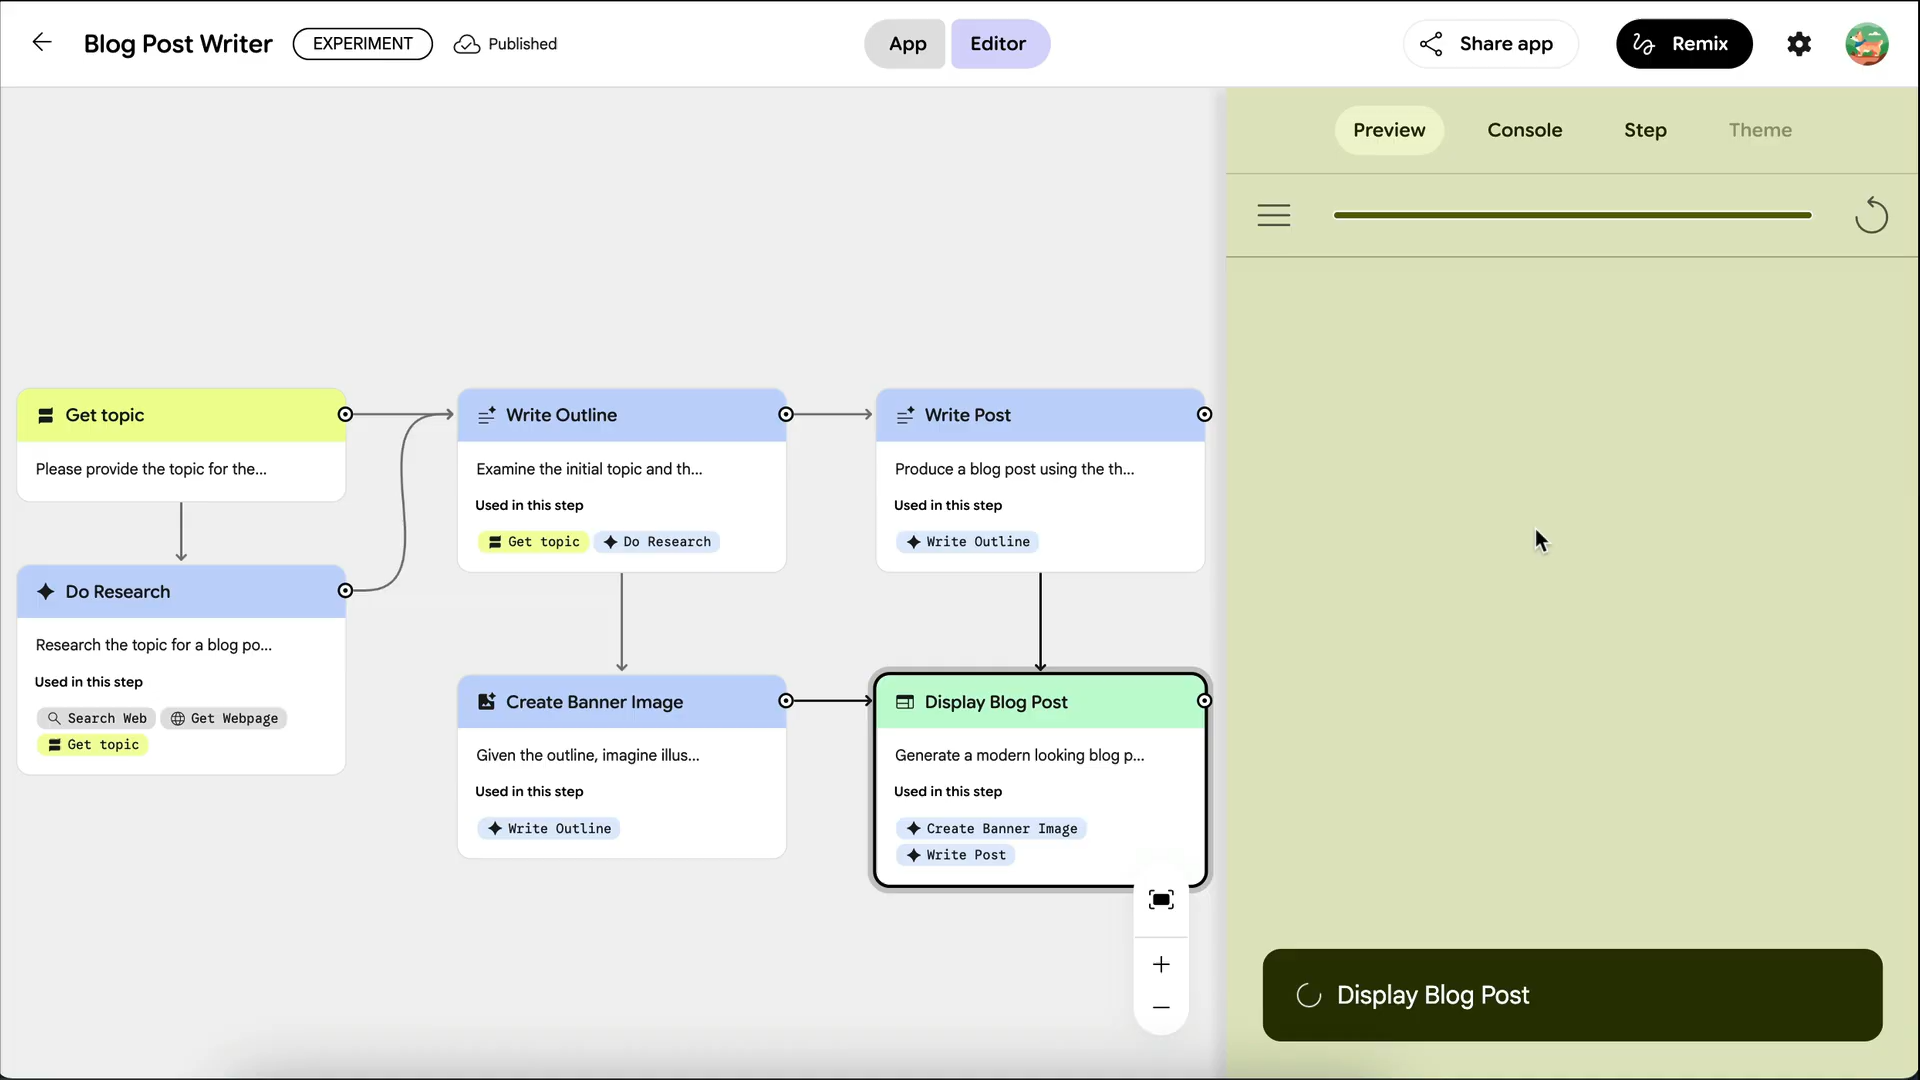 Blog Post Writer
EXPERIMENT
Published
App
Editor
Share app
Remix
Preview
Console
Step
Theme
Get topic
Please provide the topic for the...
Do Research
Research the topic for a blog po...
Used in this step
Search Web
Get Webpage
Get topic
Write Outline
Examine the initial topic and th...
Used in this step
Get topic
Do Research
Create Banner Image
Given the outline, imagine illus...
Used in this step
Write Outline
Write Post
Produce a blog post using the th...
Used in this step
Write Outline
Display Blog Post
Generate a modern looking blog p...
Used in this step
Create Banner Image
Write Post
Display Blog Post